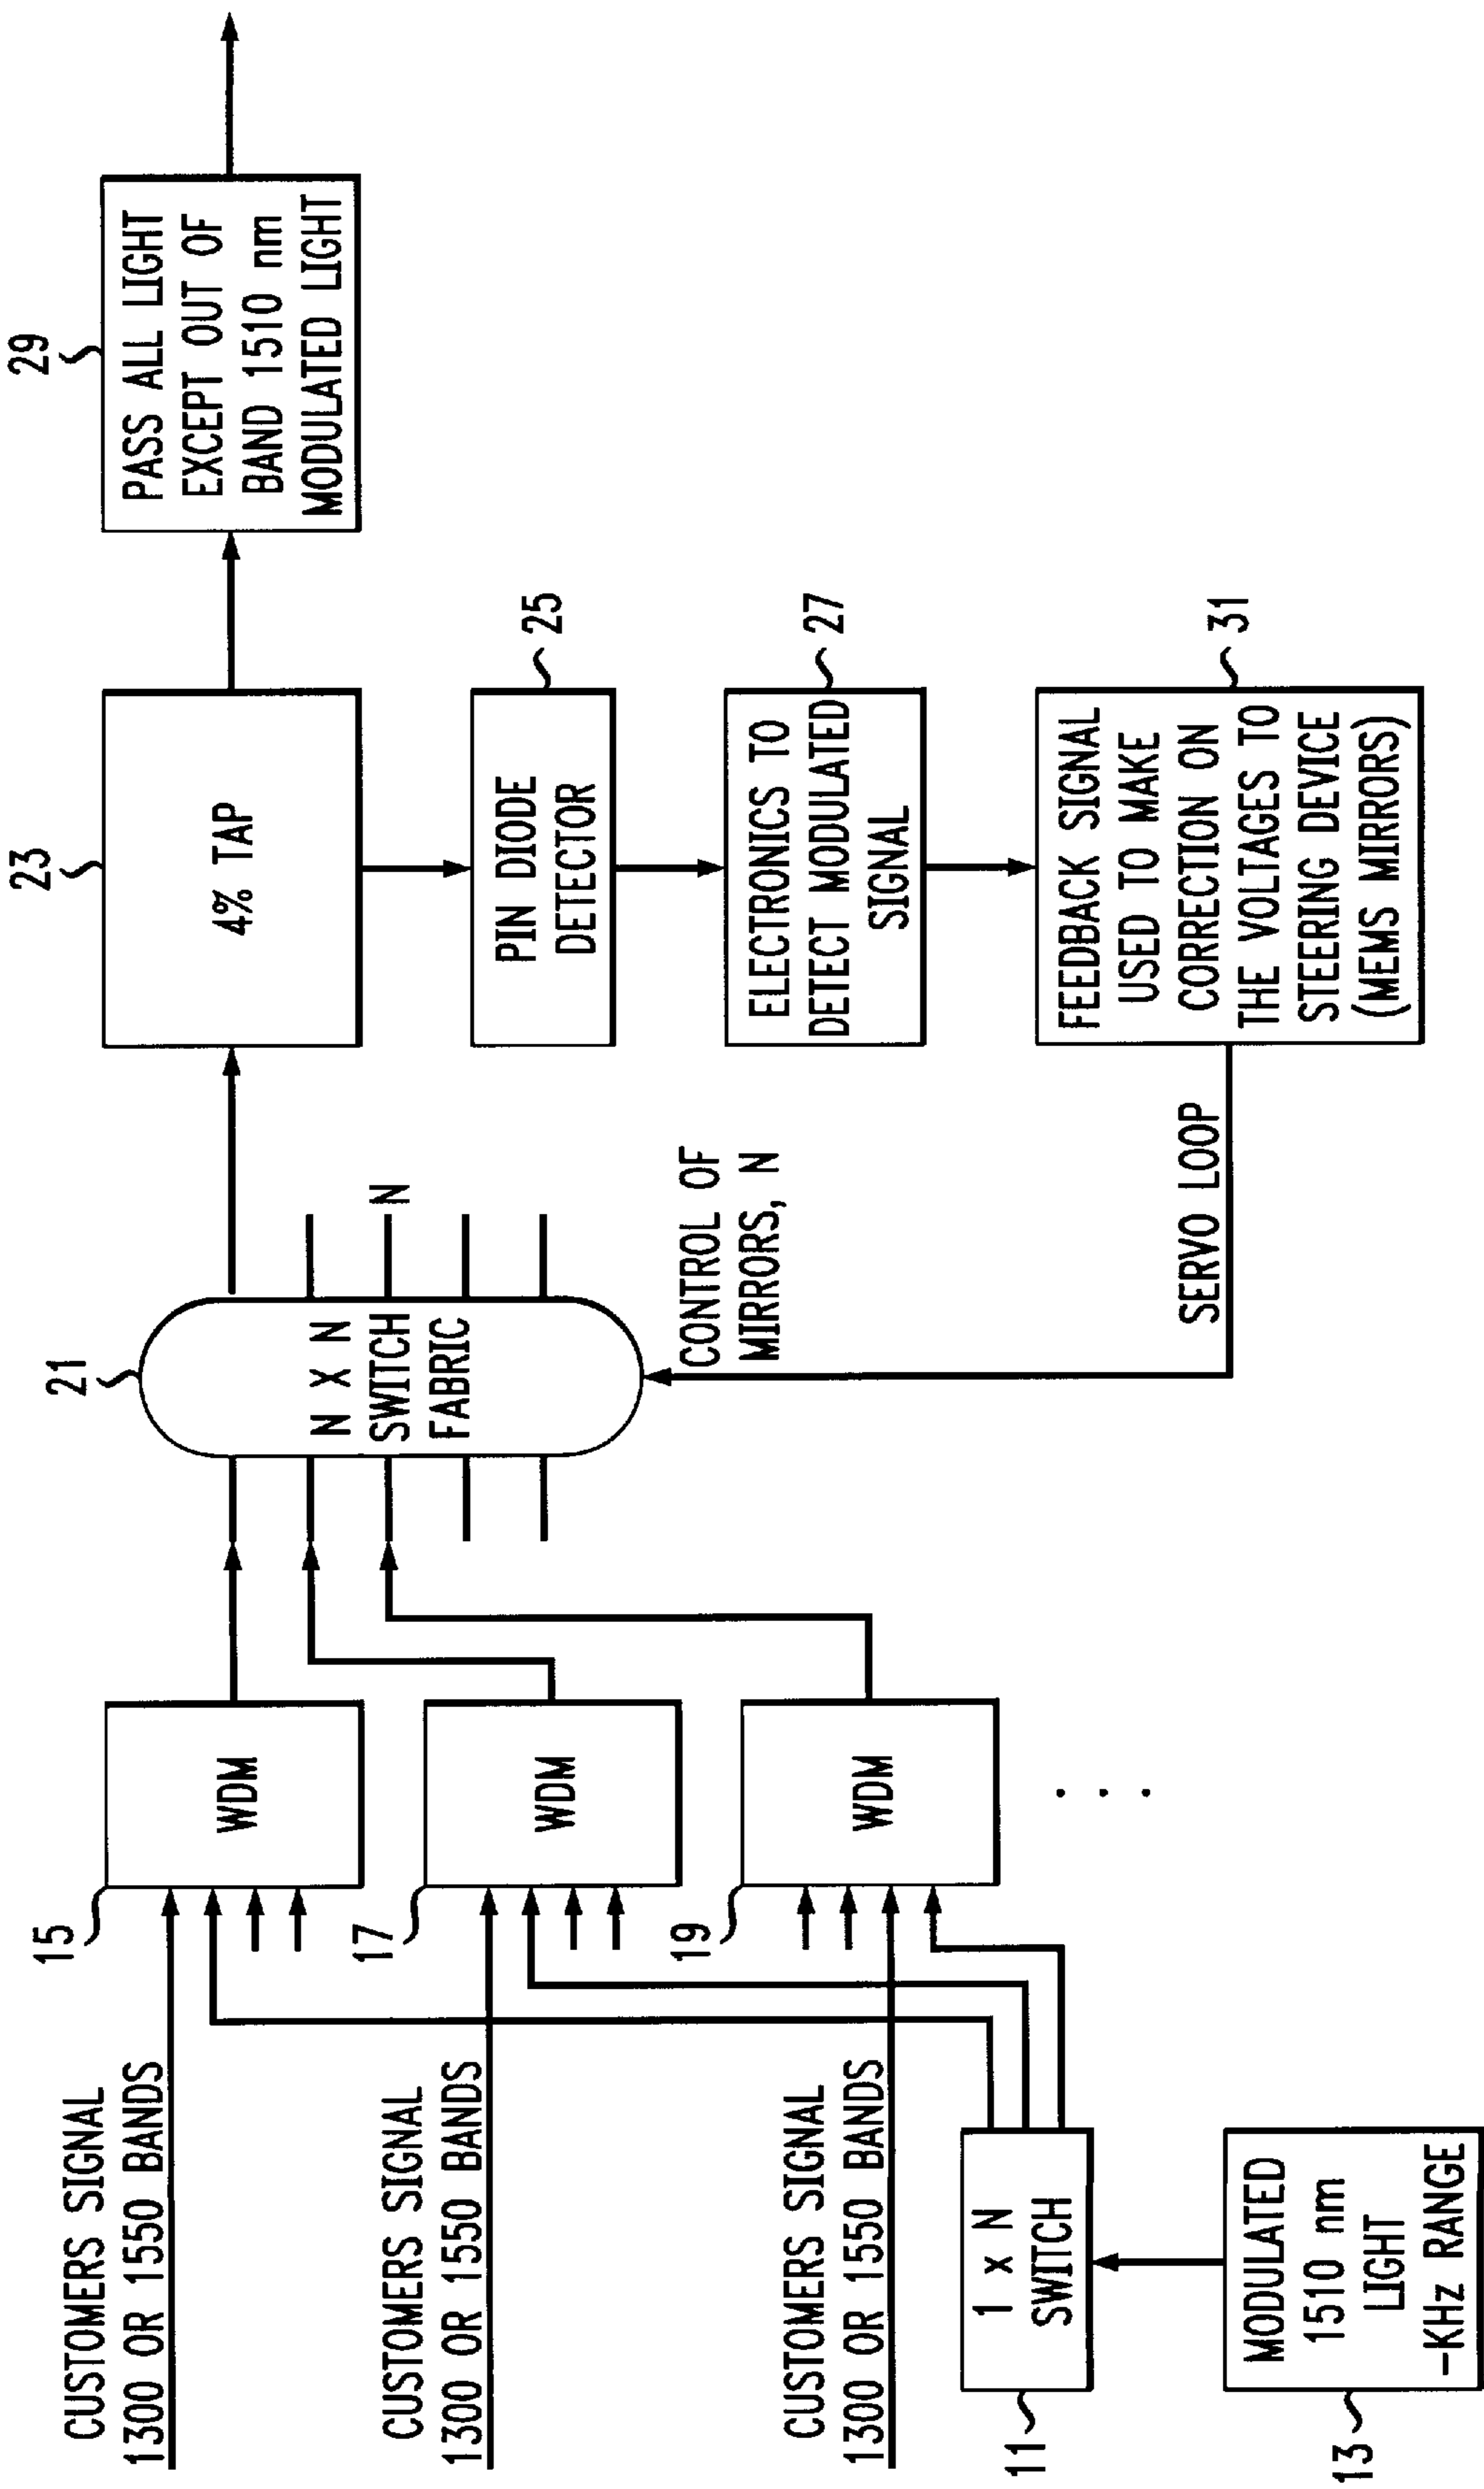 CUSTOMERS SIGNAL
1300 OR 1550 BANDS
15
WDM
CUSTOMERS SIGNAL
1300 OR 1550 BANDS
17
WDM
CUSTOMERS SIGNAL
1300 OR 1550 BANDS
19
WDM
. . .
11
1 x N
SWITCH
13
MODULATED
1510 nm
LIGHT
-KHz RANGE
21
N X N
SWITCH
FABRIC
N
CONTROL OF
MIRRORS, N
SERVO LOOP
23
4% TAP
25
PIN DIODE
DETECTOR
27
ELECTRONICS TO
DETECT MODULATED
SIGNAL
31
FEEDBACK SIGNAL
USED TO MAKE
CORRECTION ON
THE VOLTAGES TO
STEERING DEVICE
(MEMS MIRRORS)
29
PASS ALL LIGHT
EXCEPT OUT OF
BAND 1510 nm
MODULATED LIGHT